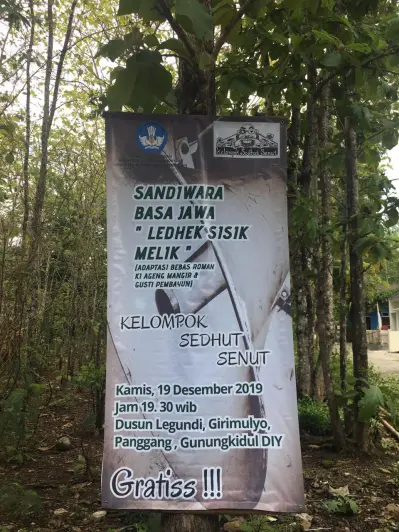 SANDIWARA
BASA JAWA
" LEDHEK SISIK
MELIK "
(ADAPTASI BEBAS ROMAN
KI AGENG MANGIR &
GUSTI PEMBAYUN)
KELOMPOK
SEDHUT
SENUT
Kamis, 19 Desember 2019
Jam 19. 30 wib
Dusun Legundi, Girimulyo,
Panggang , Gunungkidul DIY
Gratiss !!!